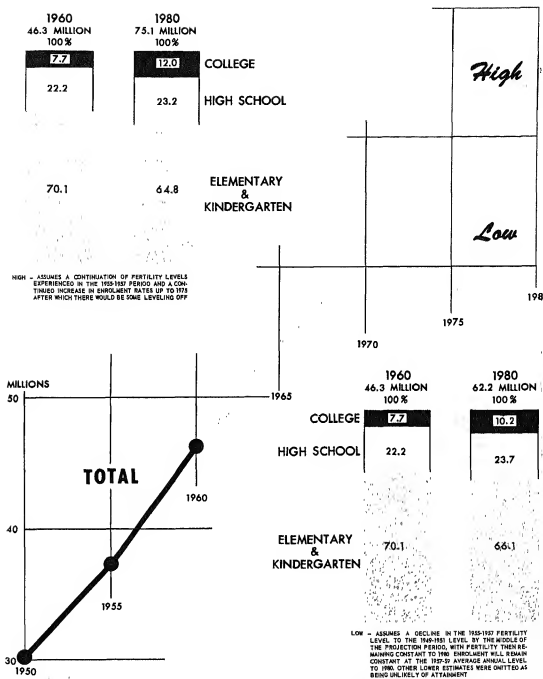 1960
46.3 MILLION
100%
7.7
22.2
70.1
1980
75.1 MILLION
100%
12.0
23.2
64.8
COLLEGE
HIGH SCHOOL
ELEMENTARY
&
KINDERGARTEN
HIGH – ASSUMES A CONTINUATION OF FERTILITY LEVELS
EXPERIENCED IN THE 1955-1957 PERIOD AND A CON-
TINUED INCREASE IN ENROLMENT RATES UP TO 1975
AFTER WHICH THERE WOULD BE SOME LEVELING OFF
High
Low
198
1975
1970
1965
MILLIONS
50
40
30
TOTAL
1960
1955
1950
1960
46.3 MILLION
100%
7.7
22.2
70.1
1980
62.2 MILLION
100%
10.2
23.7
66.1
COLLEGE
HIGH SCHOOL
ELEMENTARY
&
KINDERGARTEN
LOW – ASSUMES A DECLINE IN THE 1955-1957 FERTILITY
LEVEL TO THE 1949-1951 LEVEL BY THE MIDDLE OF
THE PROJECTION PERIOD, WITH FERTILITY THEN RE-
MAINING CONSTANT TO 1980 ENROLMENT WILL REMAIN
CONSTANT AT THE 1957-59 AVERAGE ANNUAL LEVEL
TO 1980. OTHER LOWER ESTIMATES WERE OMITTED AS
BEING UNLIKELY OF ATTAINMENT